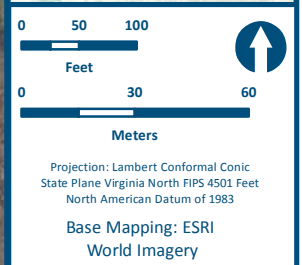 0 50 100
Feet
0 30 60
Meters
Projection: Lambert Conformal Conic
State Plane Virginia North FIPS 4501 Feet
North American Datum of 1983
Base Mapping: ESRI
World Imagery